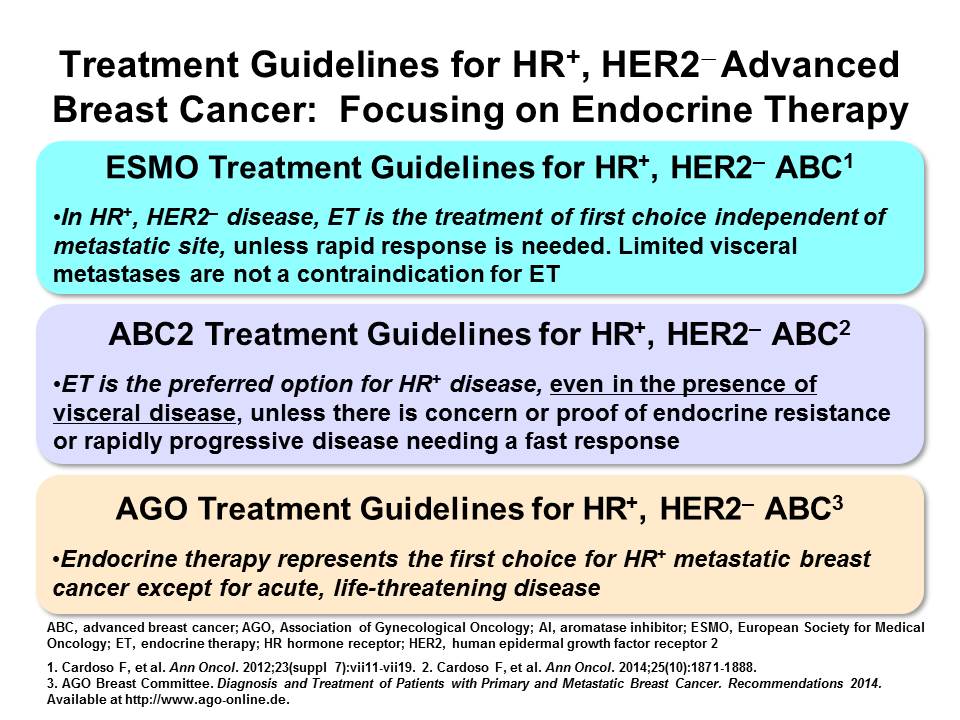 Treatment Guidelines for HR⁺, HER2⁻ Advanced
Breast Cancer:  Focusing on Endocrine Therapy
ESMO Treatment Guidelines for HR⁺, HER2⁻ ABC¹
•In HR⁺, HER2⁻ disease, ET is the treatment of first choice independent of
metastatic site, unless rapid response is needed. Limited visceral
metastases are not a contraindication for ET
ABC2 Treatment Guidelines for HR⁺, HER2⁻ ABC²
•ET is the preferred option for HR⁺ disease, even in the presence of
visceral disease, unless there is concern or proof of endocrine resistance
or rapidly progressive disease needing a fast response
AGO Treatment Guidelines for HR⁺, HER2⁻ ABC³
•Endocrine therapy represents the first choice for HR⁺ metastatic breast
cancer except for acute, life-threatening disease
ABC, advanced breast cancer; AGO, Association of Gynecological Oncology; AI, aromatase inhibitor; ESMO, European Society for Medical
Oncology; ET, endocrine therapy; HR hormone receptor; HER2, human epidermal growth factor receptor 2
1. Cardoso F, et al. Ann Oncol. 2012;23(suppl 7):vii11-vii19. 2. Cardoso F, et al. Ann Oncol. 2014;25(10):1871-1888.
3. AGO Breast Committee. Diagnosis and Treatment of Patients with Primary and Metastatic Breast Cancer. Recommendations 2014.
Available at http://www.ago-online.de.